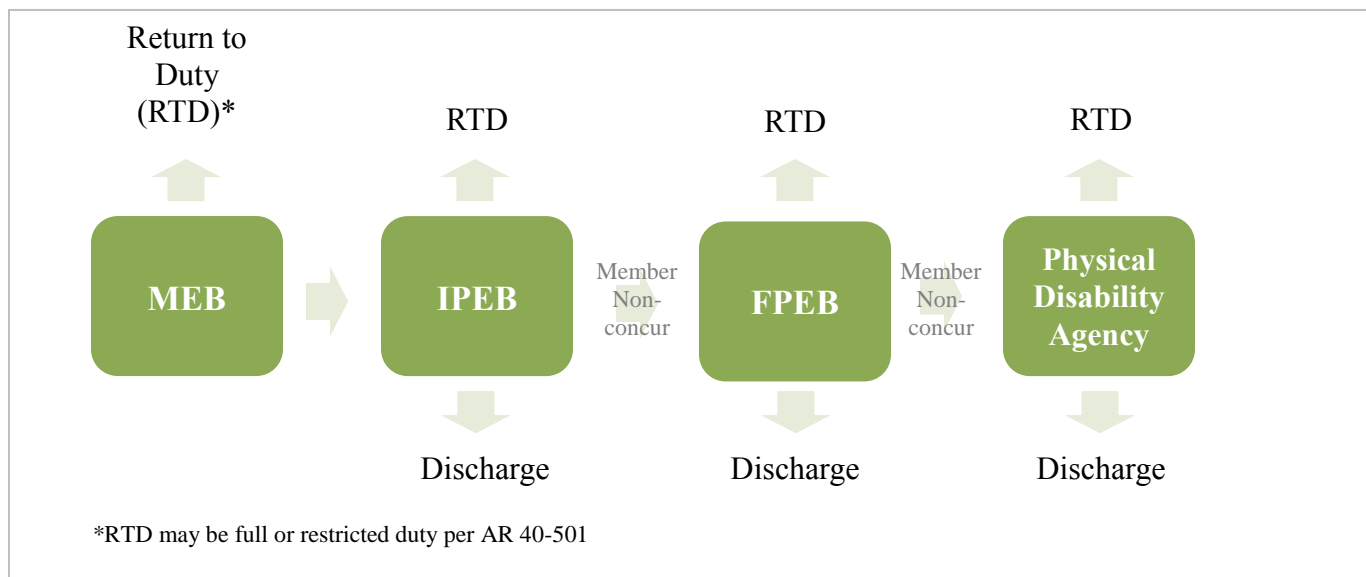 Return to
Duty
(RTD)*
RTD
RTD
RTD
MEB
IPEB
Member
Non-
concur
FPEB
Member
Non-
concur
Physical
Disability
Agency
Discharge
Discharge
Discharge
*RTD may be full or restricted duty per AR 40-501